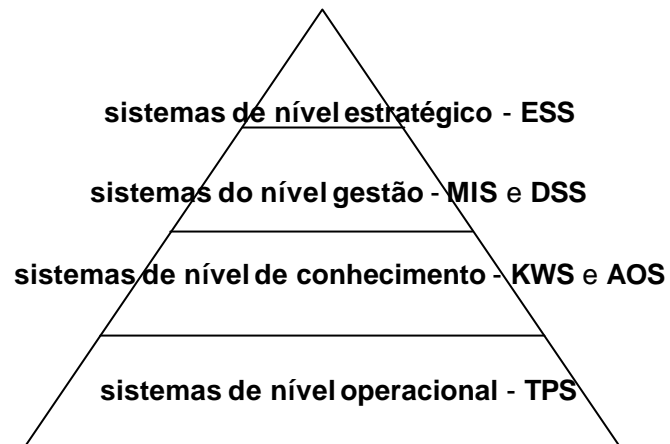 sistemas de nível estratégico - ESS
sistemas do nível gestão - MIS e DSS
sistemas de nível de conhecimento - KWS e AOS
sistemas de nível operacional - TPS